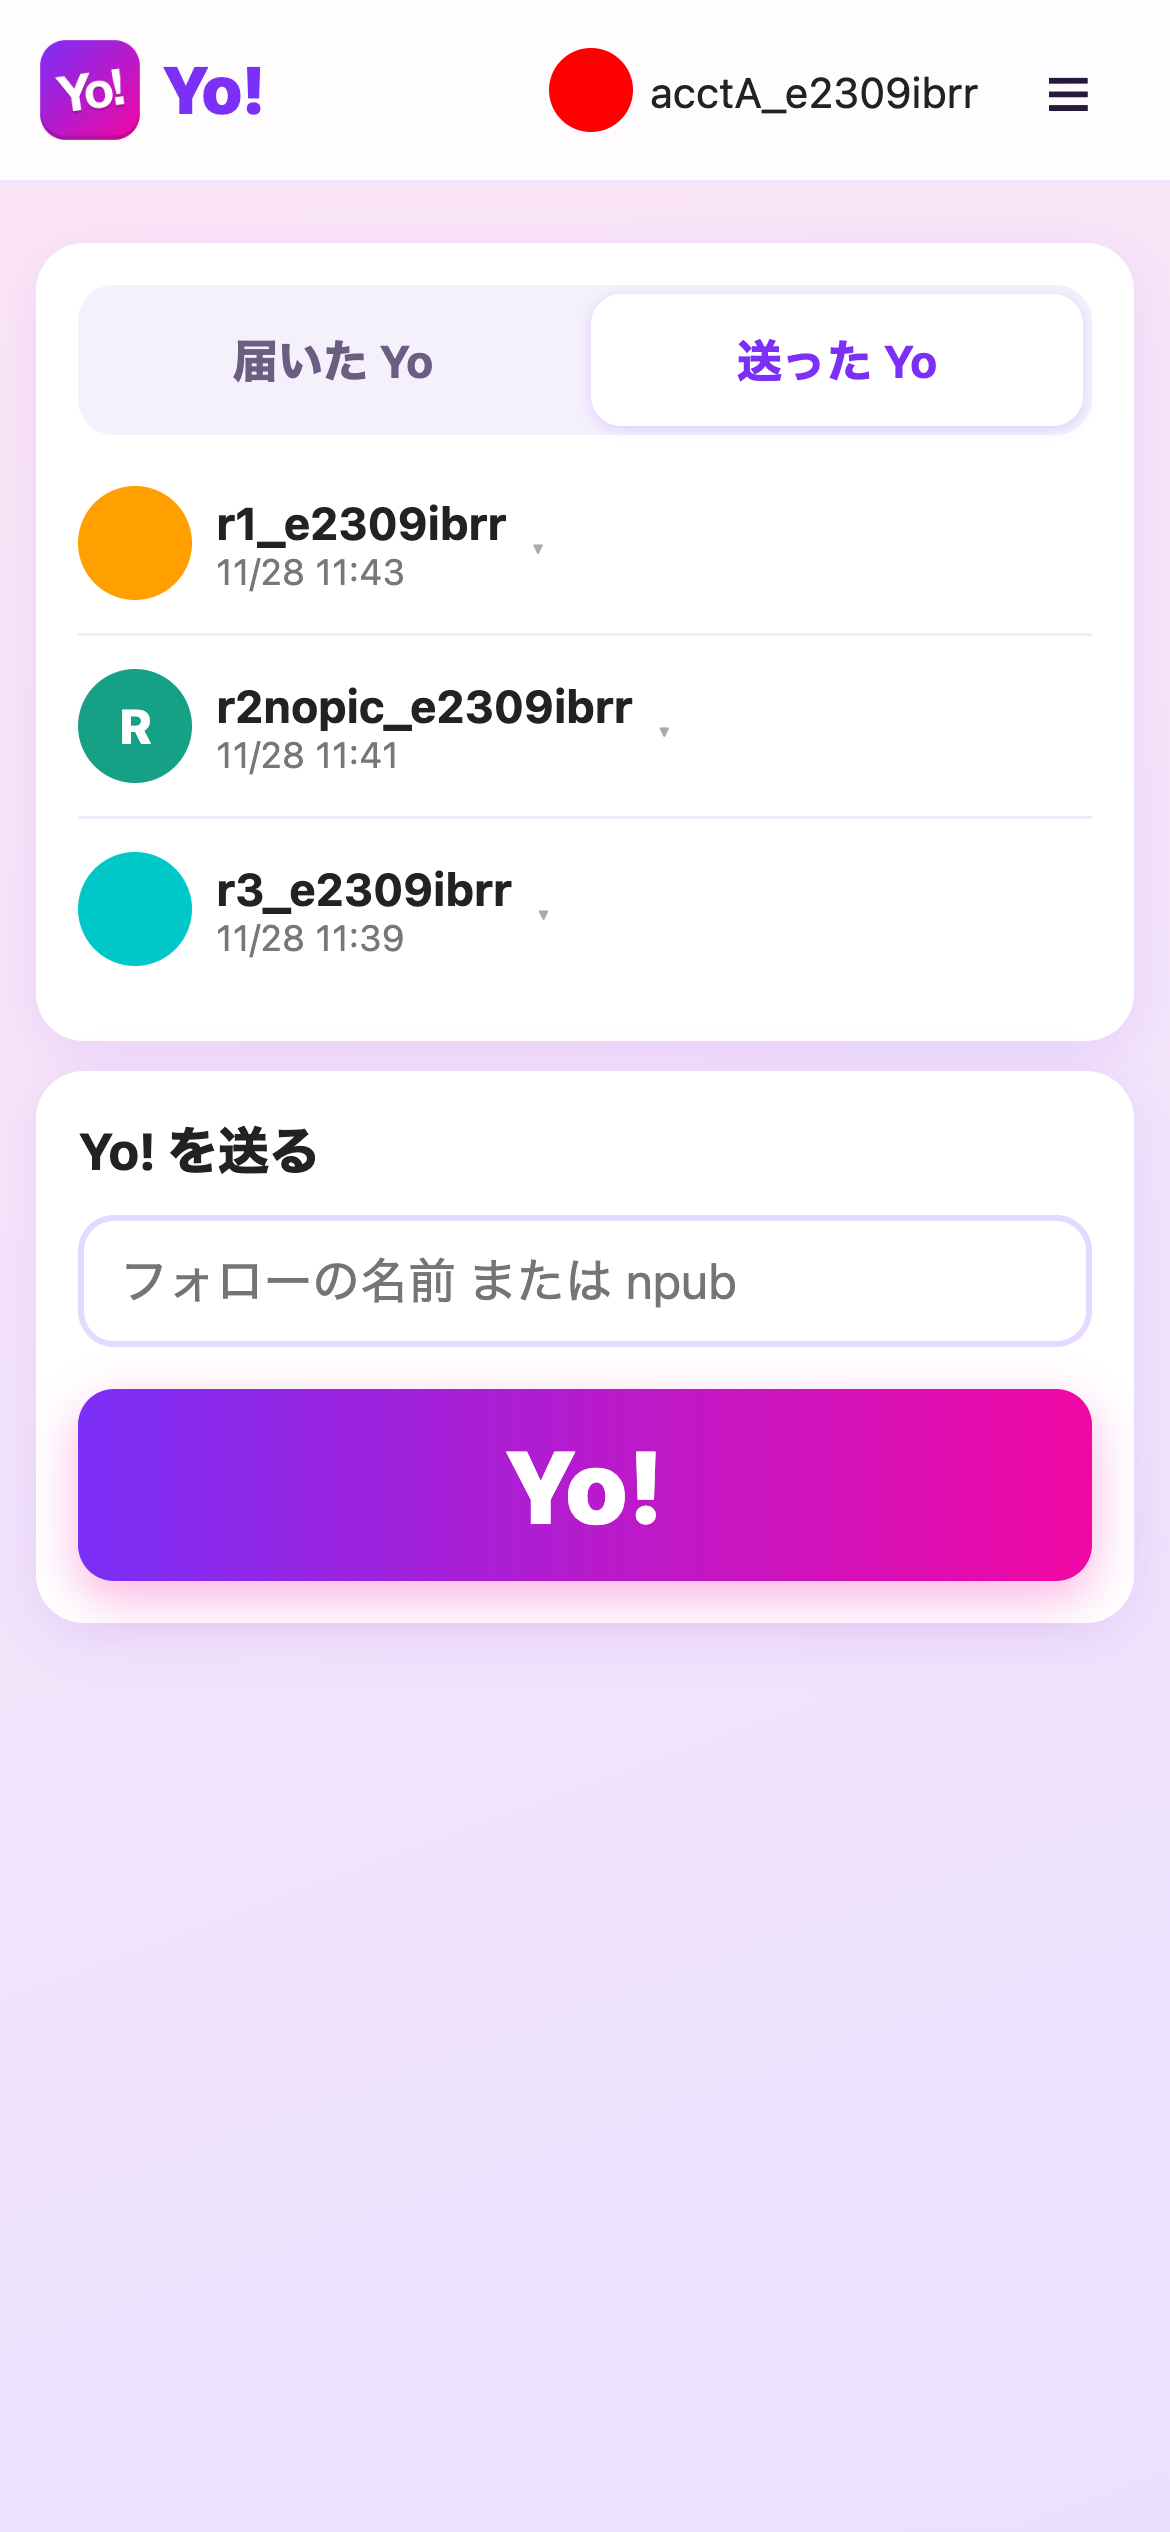 Yo! Yo! acctA_e2309ibrr
届いた Yo 送った Yo
r1_e2309ibrr
11/28 11:43
R
r2nopic_e2309ibrr
11/28 11:41
r3_e2309ibrr
11/28 11:39
Yo! を送る
フォローの名前 または npub
Yo!